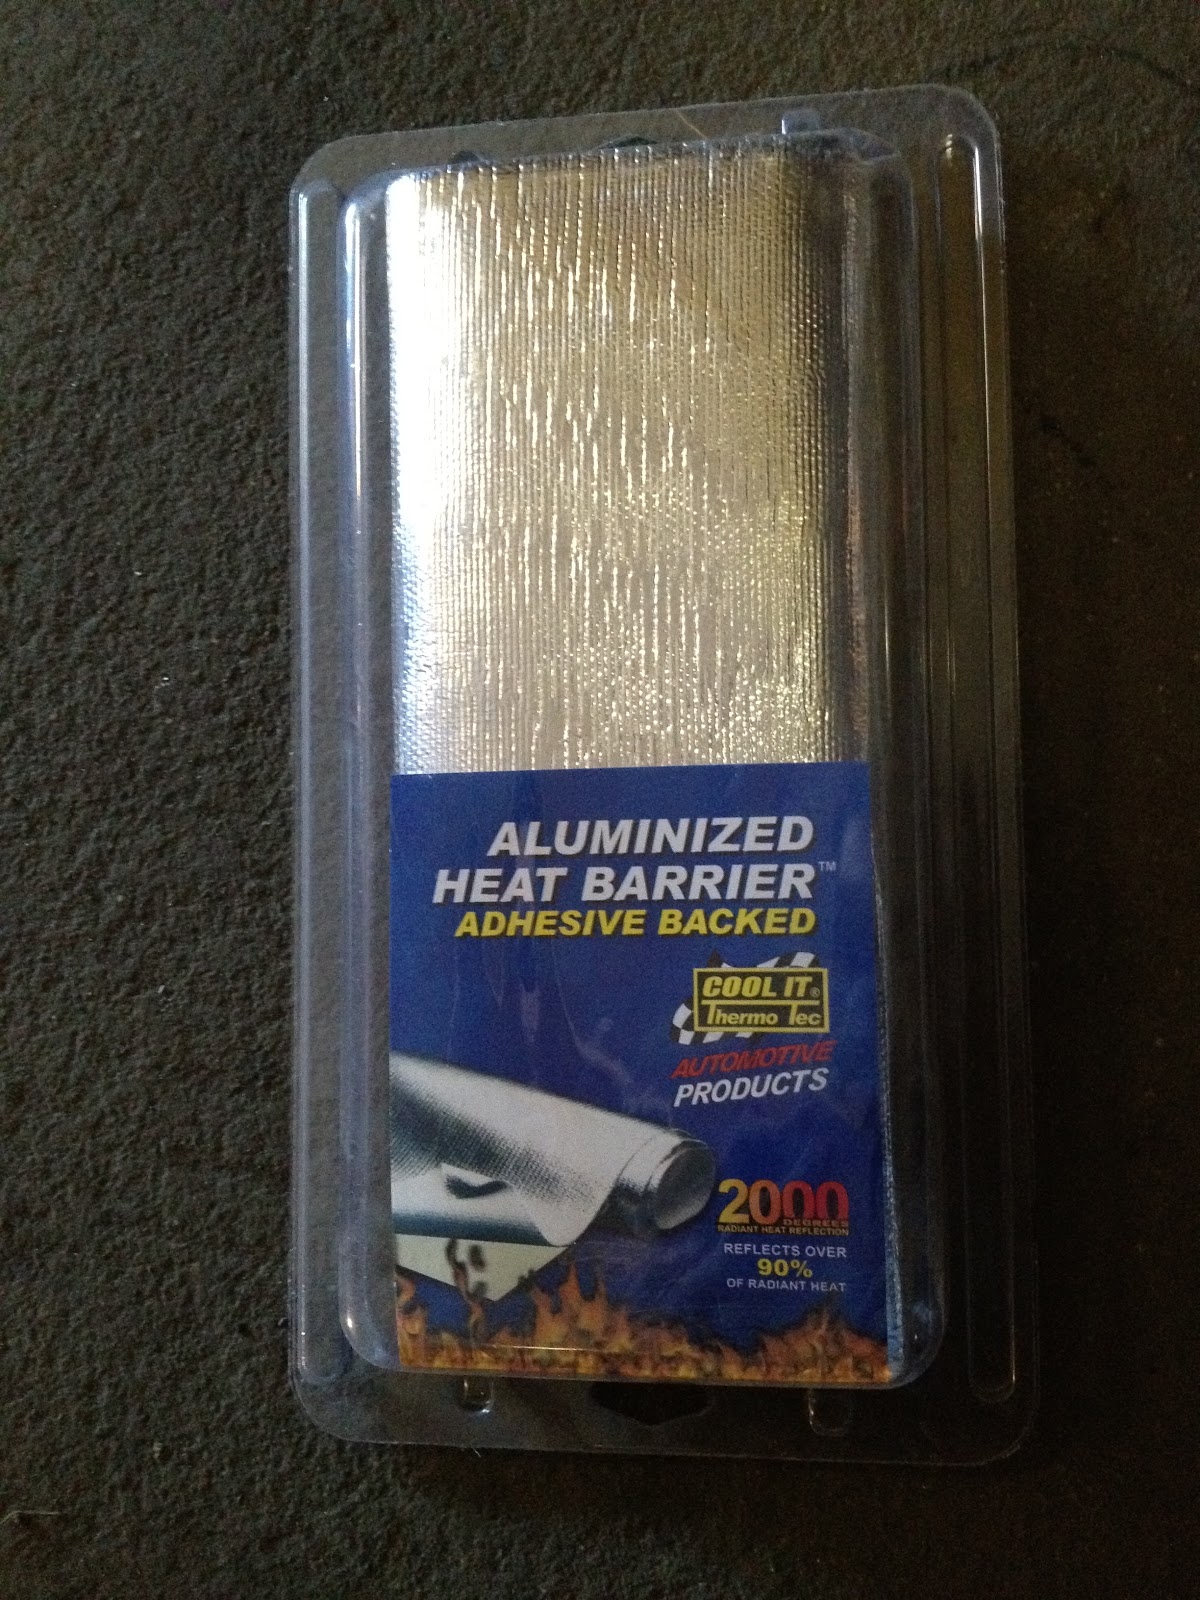 ALUMINIZED
HEAT BARRIER™
ADHESIVE BACKED
COOL IT®
Thermo Tec
AUTOMOTIVE
PRODUCTS
2000
DEGREES
RADIANT HEAT REFLECTION
REFLECTS OVER
90%
OF RADIANT HEAT